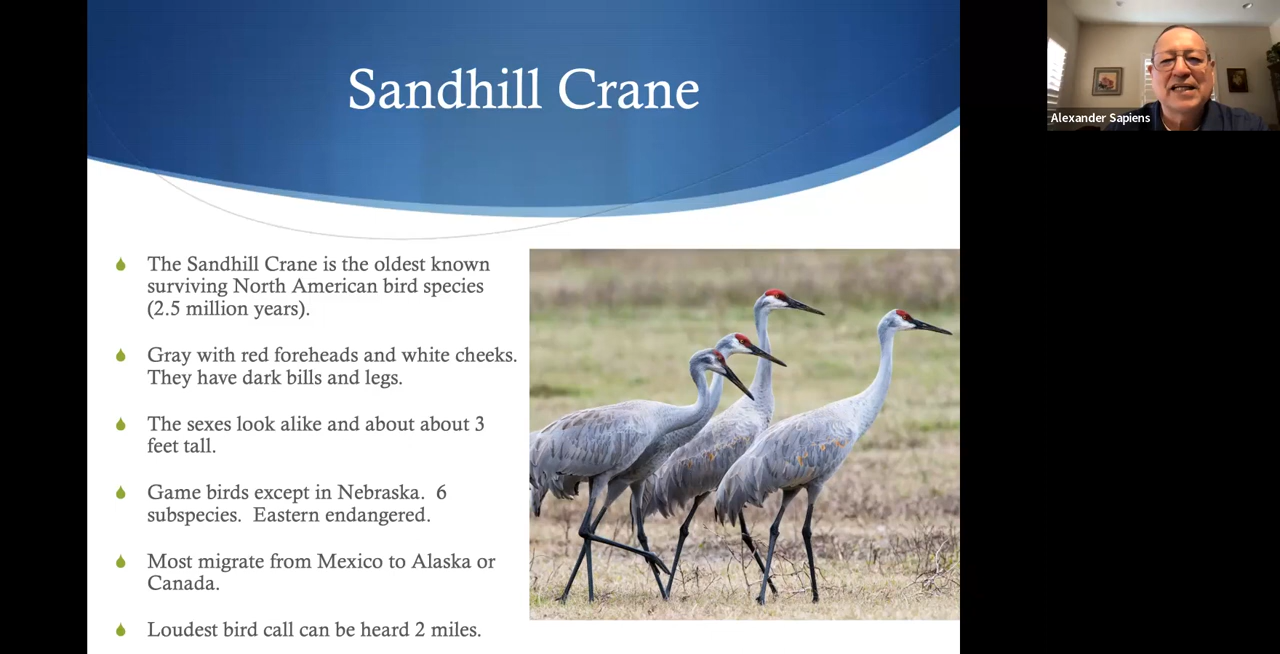 Sandhill Crane
Alexander Sapiens
The Sandhill Crane is the oldest known
surviving North American bird species
(2.5 million years).
Gray with red foreheads and white cheeks.
They have dark bills and legs.
The sexes look alike and about about 3
feet tall.
Game birds except in Nebraska.  6
subspecies.  Eastern endangered.
Most migrate from Mexico to Alaska or
Canada.
Loudest bird call can be heard 2 miles.